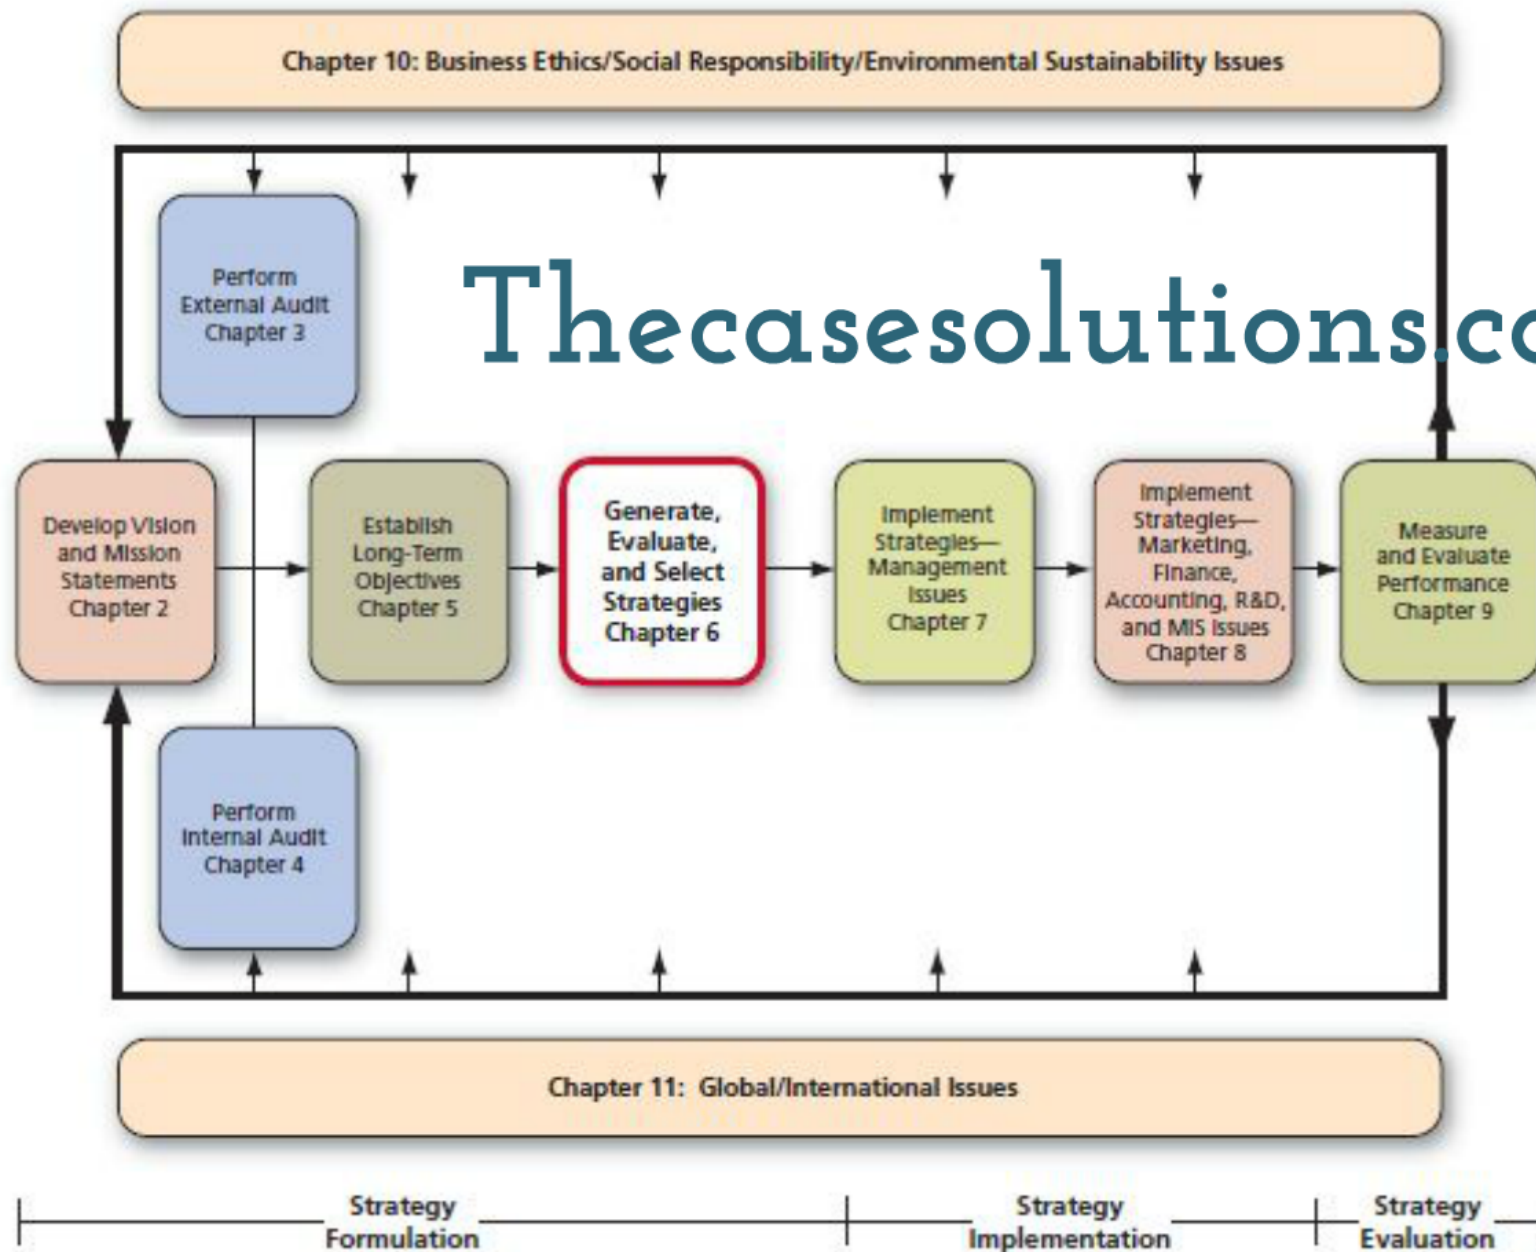 Chapter 10: Business Ethics/Social Responsibility/Environmental Sustainability Issues
Perform
External Audit
Chapter 3
Thecasesolutions.co
Develop Vision
and Mission
Statements
Chapter 2
Establish
Long-Term
Objectives
Chapter 5
Generate,
Evaluate,
and Select
Strategies
Chapter 6
Implement
Strategies—
Management
Issues
Chapter 7
Implement
Strategies—
Marketing,
Finance,
Accounting, R&D,
and MIS Issues
Chapter 8
Measure
and Evaluate
Performance
Chapter 9
Perform
Internal Audit
Chapter 4
Chapter 11: Global/International Issues
Strategy
Formulation
Strategy
Implementation
Strategy
Evaluation